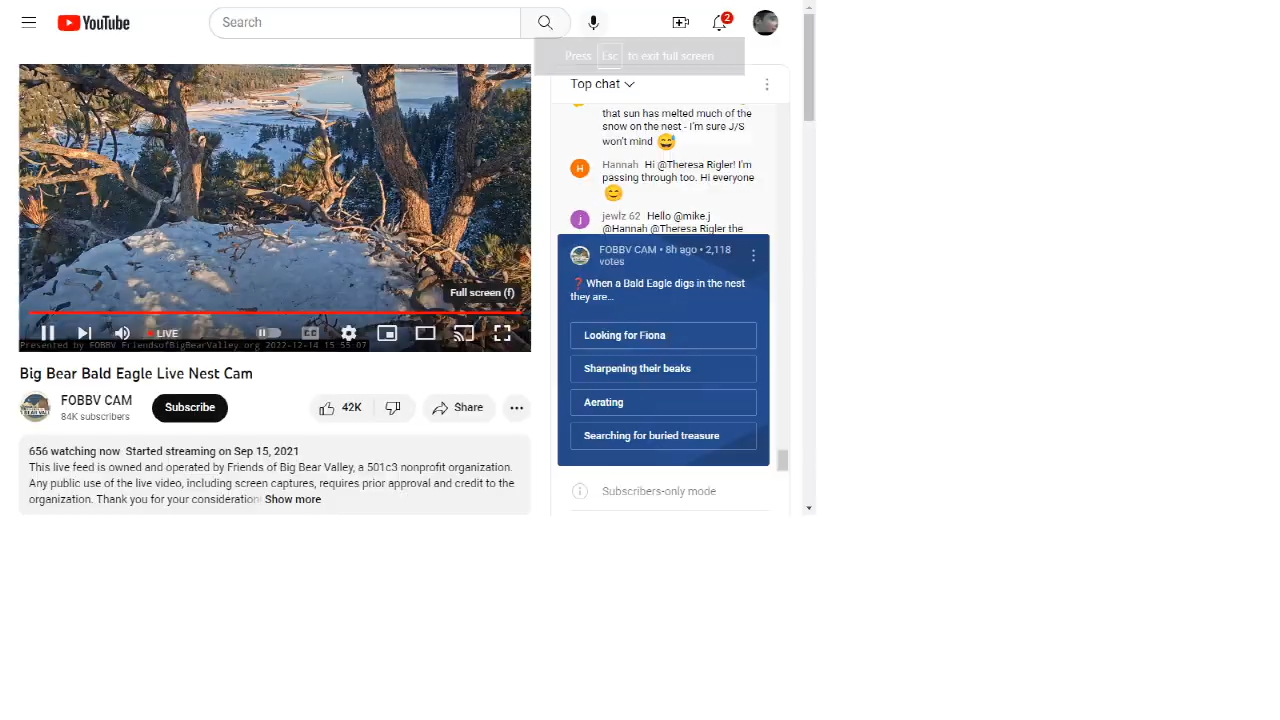 YouTube
Search
2
Press Esc to exit full screen
Full screen (f)
LIVE
CC
Presented by FOBBV FriendsofBigBearValley.org 2022-12-14 15 55 07
Big Bear Bald Eagle Live Nest Cam
FOBBV CAM
84K subscribers
Subscribe
42K
Share
656 watching now Started streaming on Sep 15, 2021
This live feed is owned and operated by Friends of Big Bear Valley, a 501c3 nonprofit organization.
Any public use of the live video, including screen captures, requires prior approval and credit to the
organization. Thank you for your consideration Show more
Top chat
that sun has melted much of the
snow on the nest - I'm sure J/S
won't mind 😅
H
Hannah Hi @Theresa Rigler! I'm
passing through too. Hi everyone
😊
j
jewlz 62 Hello @mike.j
@Hannah @Theresa Rigler the
FOBBV CAM • 8h ago • 2,118
votes
❓When a Bald Eagle digs in the nest
they are...
Looking for Fiona
Sharpening their beaks
Aerating
Searching for buried treasure
Subscribers-only mode